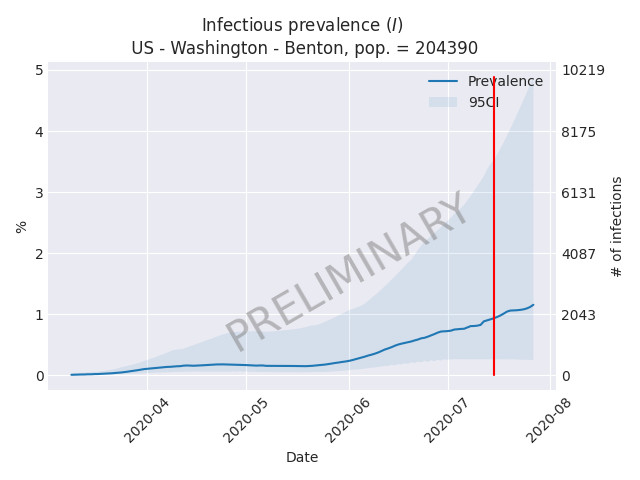 Infectious prevalence (I)
US - Washington - Benton, pop. = 204390
Prevalence
95CI
5
4
3
2
1
0
%
10219
8175
6131
4087
2043
0
# of infections
PRELIMINARY
2020-04
2020-05
2020-06
2020-07
2020-08
Date